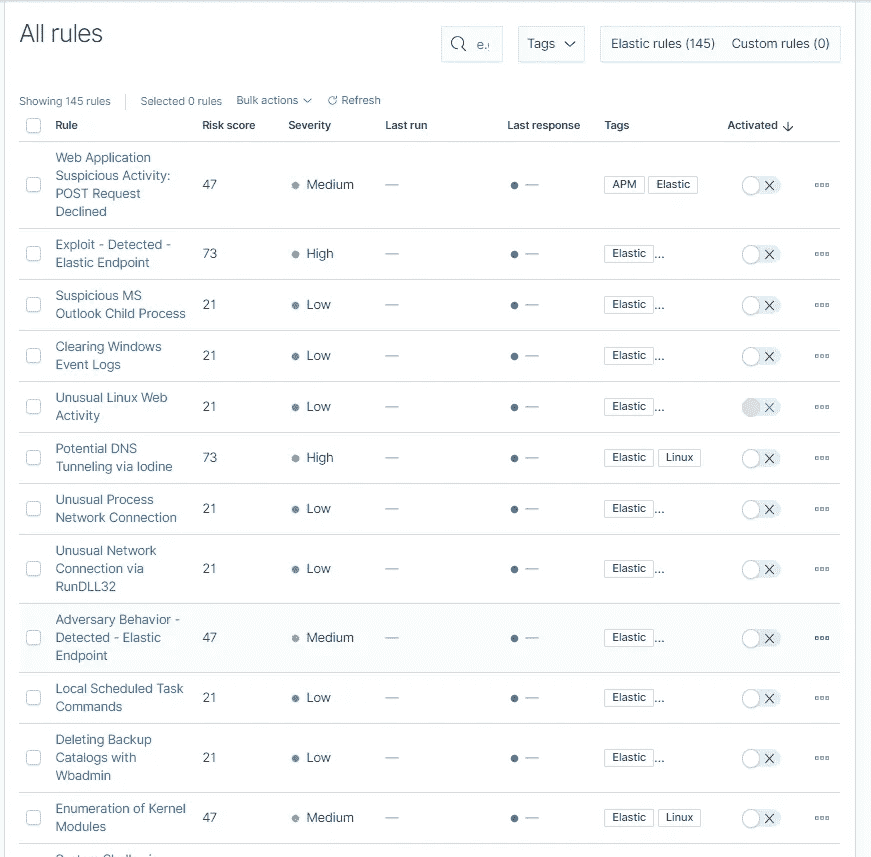 All rules
e.
Tags
Elastic rules (145) Custom rules (0)
Showing 145 rules Selected 0 rules Bulk actions Refresh
Rule Risk score Severity Last run Last response Tags Activated
Web Application
Suspicious Activity:
POST Request
Declined
47 Medium — — APM Elastic
Exploit - Detected -
Elastic Endpoint
73 High — — Elastic ...
Suspicious MS
Outlook Child Process
21 Low — — Elastic ...
Clearing Windows
Event Logs
21 Low — — Elastic ...
Unusual Linux Web
Activity
21 Low — — Elastic ...
Potential DNS
Tunneling via Iodine
73 High — — Elastic Linux
Unusual Process
Network Connection
21 Low — — Elastic ...
Unusual Network
Connection via
RunDLL32
21 Low — — Elastic ...
Adversary Behavior -
Detected - Elastic
Endpoint
47 Medium — — Elastic ...
Local Scheduled Task
Commands
21 Low — — Elastic ...
Deleting Backup
Catalogs with
Wbadmin
21 Low — — Elastic ...
Enumeration of Kernel
Modules
47 Medium — — Elastic Linux